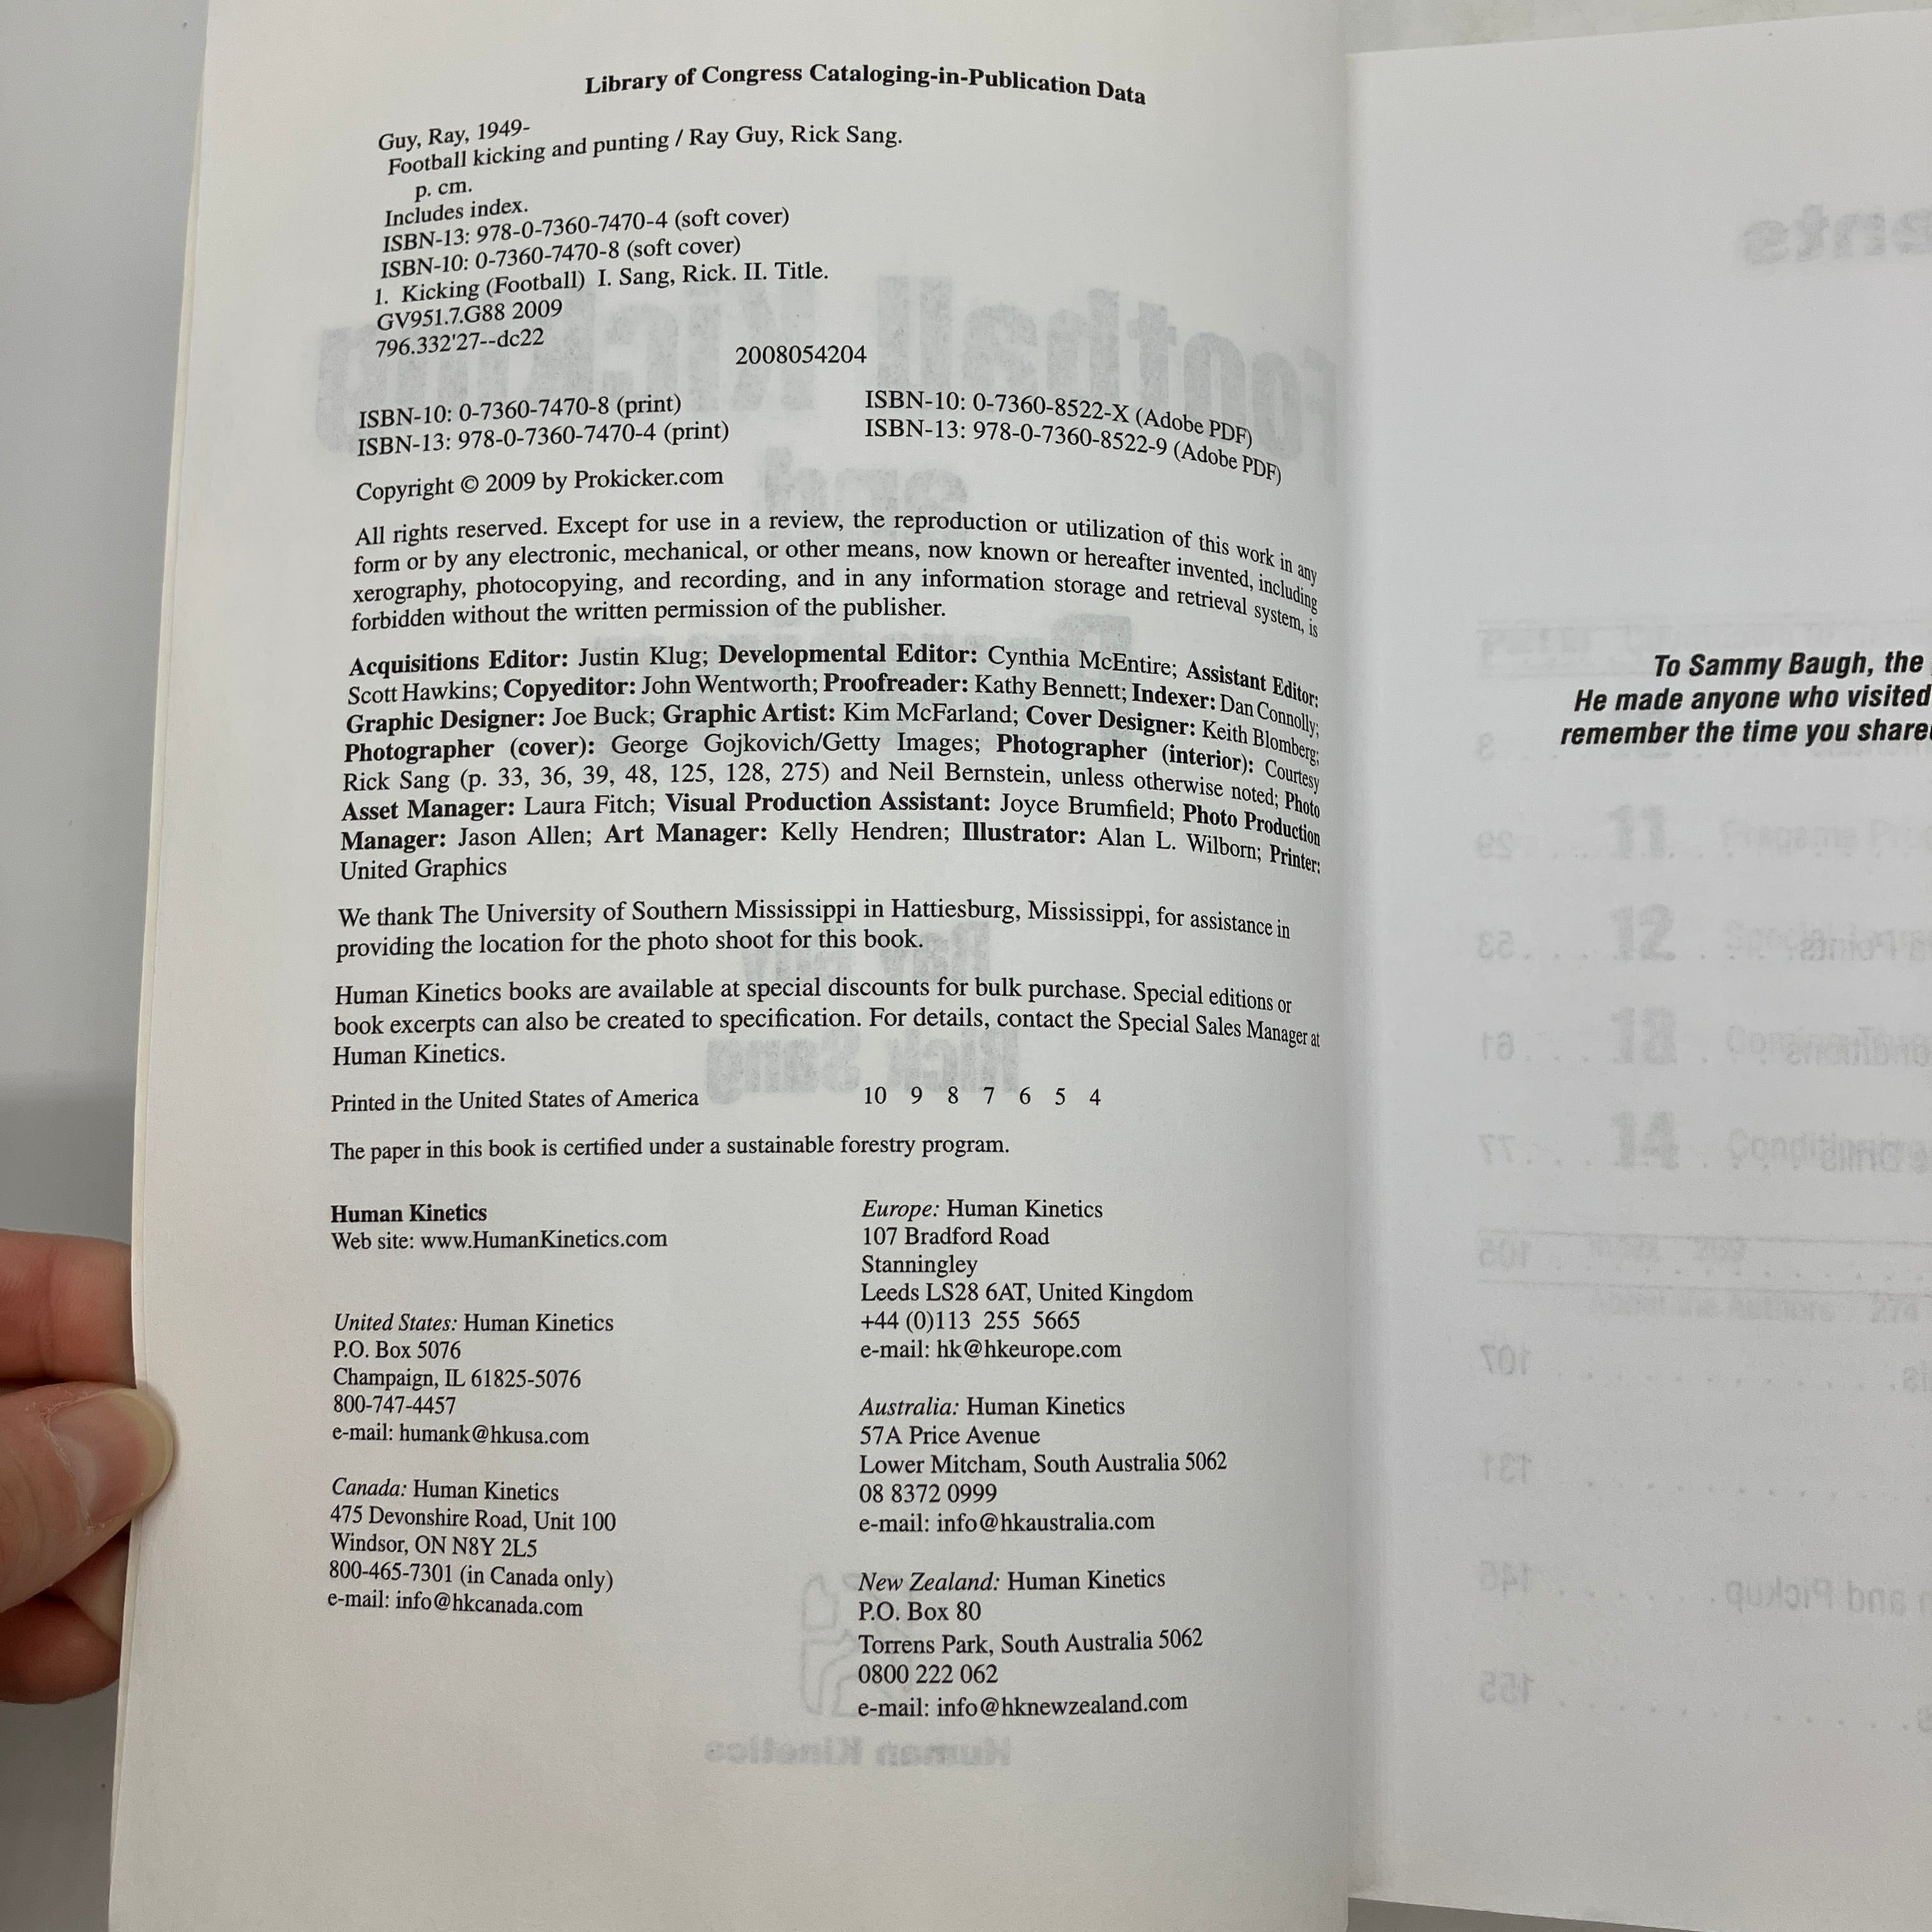 Library of Congress Cataloging-in-Publication Data
Guy, Ray, 1949-
Football kicking and punting / Ray Guy, Rick Sang.
p. cm.
Includes index.
ISBN-13: 978-0-7360-7470-4 (soft cover)
ISBN-10: 0-7360-7470-8 (soft cover)
1. Kicking (Football) I. Sang, Rick. II. Title.
GV951.7.G88 2009
796.332'27--dc22
2008054204
ISBN-10: 0-7360-7470-8 (print)
ISBN-13: 978-0-7360-7470-4 (print)
ISBN-10: 0-7360-8522-X (Adobe PDF)
ISBN-13: 978-0-7360-8522-9 (Adobe PDF)
Copyright © 2009 by Prokicker.com
All rights reserved. Except for use in a review, the reproduction or utilization of this work in any
form or by any electronic, mechanical, or other means, now known or hereafter invented, including
xerography, photocopying, and recording, and in any information storage and retrieval system, is
forbidden without the written permission of the publisher.
Acquisitions Editor: Justin Klug; Developmental Editor: Cynthia McEntire; Assistant Editor:
Scott Hawkins; Copyeditor: John Wentworth; Proofreader: Kathy Bennett; Indexer: Dan Connolly;
Graphic Designer: Joe Buck; Graphic Artist: Kim McFarland; Cover Designer: Keith Blomberg;
Photographer (cover): George Gojkovich/Getty Images; Photographer (interior): Courtesy
Rick Sang (p. 33, 36, 39, 48, 125, 128, 275) and Neil Bernstein, unless otherwise noted; Photo
Asset Manager: Laura Fitch; Visual Production Assistant: Joyce Brumfield; Photo Production
Manager: Jason Allen; Art Manager: Kelly Hendren; Illustrator: Alan L. Wilborn; Printer:
United Graphics
We thank The University of Southern Mississippi in Hattiesburg, Mississippi, for assistance in
providing the location for the photo shoot for this book.
Human Kinetics books are available at special discounts for bulk purchase. Special editions or
book excerpts can also be created to specification. For details, contact the Special Sales Manager at
Human Kinetics.
Printed in the United States of America 10 9 8 7 6 5 4
The paper in this book is certified under a sustainable forestry program.
Human Kinetics
Web site: www.HumanKinetics.com
United States: Human Kinetics
P.O. Box 5076
Champaign, IL 61825-5076
800-747-4457
e-mail: humank@hkusa.com
Canada: Human Kinetics
475 Devonshire Road, Unit 100
Windsor, ON N8Y 2L5
800-465-7301 (in Canada only)
e-mail: info@hkcanada.com
Europe: Human Kinetics
107 Bradford Road
Stanningley
Leeds LS28 6AT, United Kingdom
+44 (0)113 255 5665
e-mail: hk@hkeurope.com
Australia: Human Kinetics
57A Price Avenue
Lower Mitcham, South Australia 5062
08 8372 0999
e-mail: info@hkaustralia.com
New Zealand: Human Kinetics
P.O. Box 80
Torrens Park, South Australia 5062
0800 222 062
e-mail: info@hknewzealand.com
To Sammy Baugh, the
He made anyone who visited
remember the time you shared